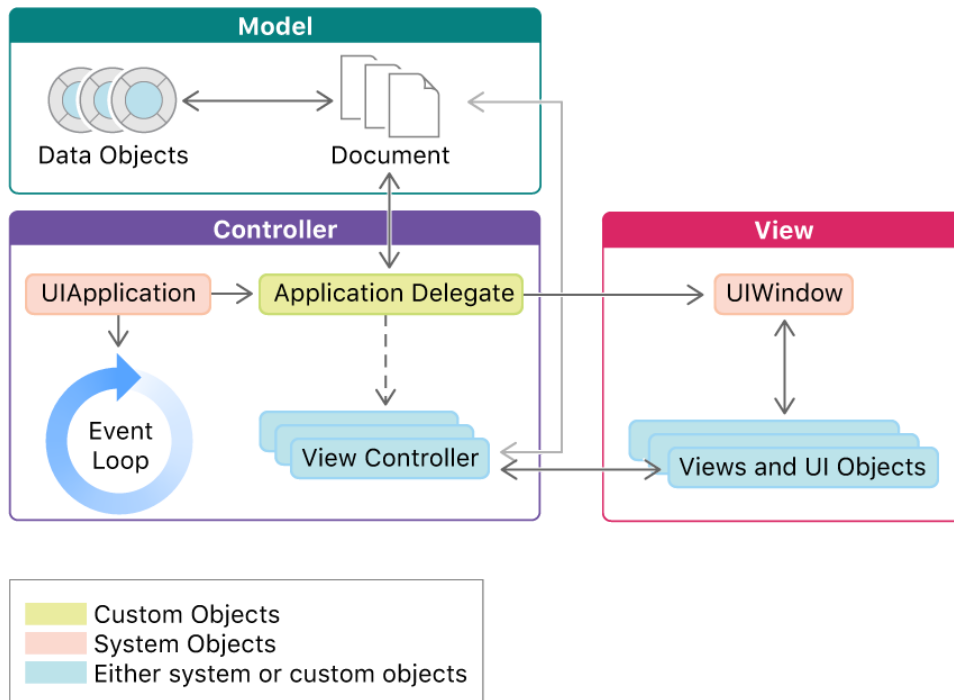 Model
Data Objects
Document
Controller
View
UIApplication
Application Delegate
UIWindow
Event
Loop
View Controller
Views and UI Objects
Custom Objects
System Objects
Either system or custom objects